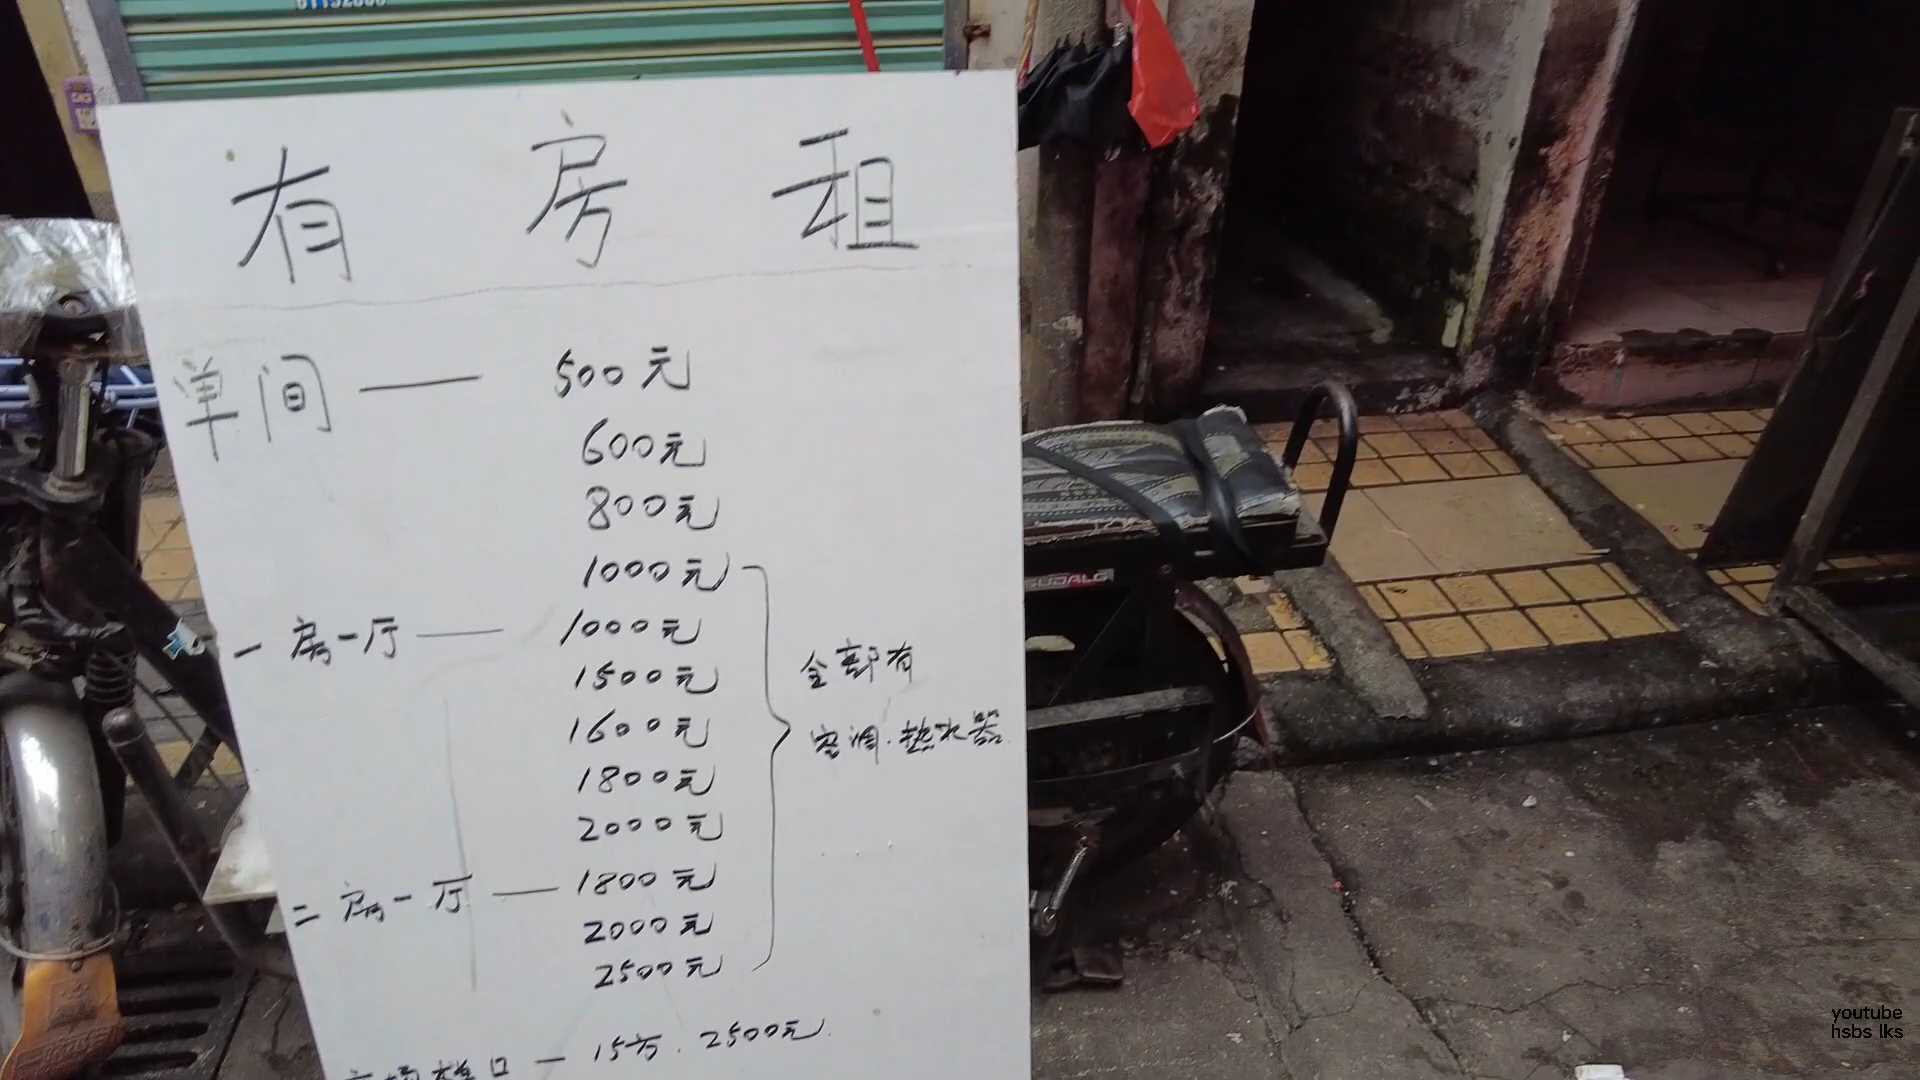 有房租
单间 — 500元
600元
800元
1000元
一房一厅 — 1000元
1500元
1600元
1800元
2000元
二房一厅 — 1800元
2000元
2500元
全部有
空调.热水器
档口 — 15方.2500元
SUDALG
youtube
hsbs lks